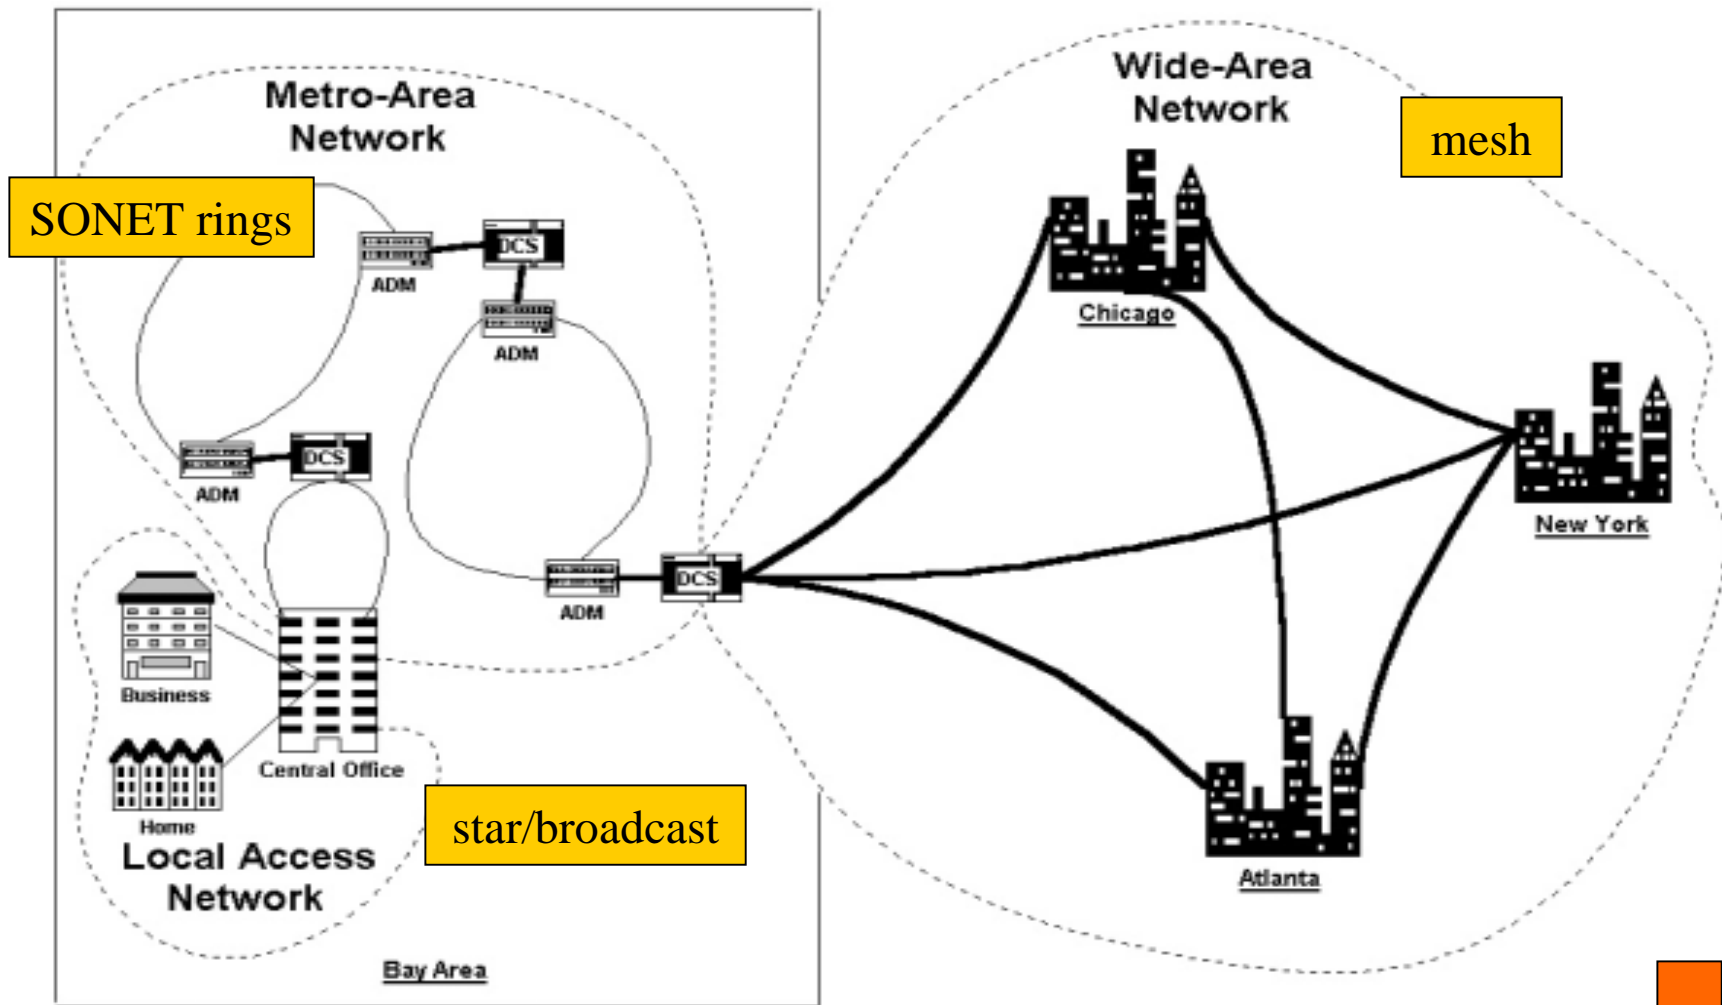 Metro-Area
Network
Wide-Area
Network
mesh
SONET rings
DCS
ADM
ADM
Chicago
DCS
ADM
New York
DCS
ADM
Business
Central Office
Home
star/broadcast
Local Access
Network
Atlanta
Bay Area